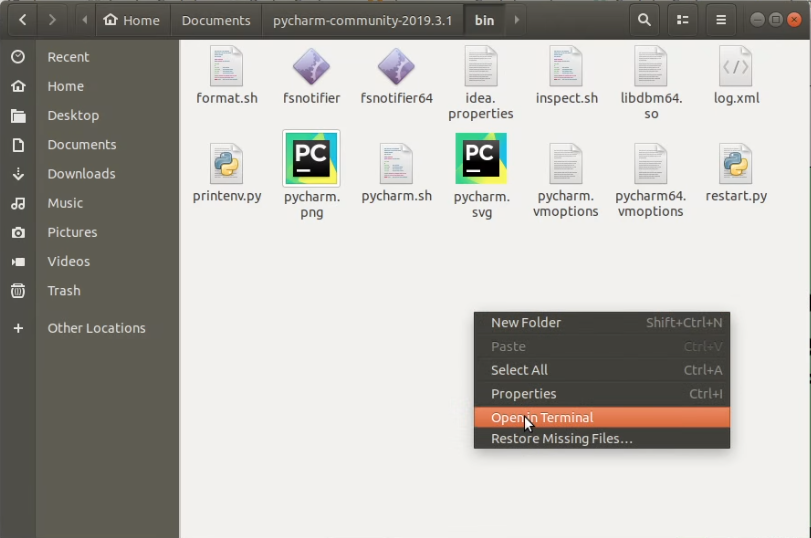 Home Documents pycharm-community-2019.3.1 bin
Recent
Home
Desktop
Documents
Downloads
Music
Pictures
Videos
Trash
Other Locations
format.sh fsnotifier fsnotifier64 idea. inspect.sh libdbm64. log.xml
properties so
PC PC
printenv.py pycharm. pycharm.sh pycharm. pycharm. pycharm64. restart.py
png svg vmoptions vmoptions
New Folder Shift+Ctrl+N
Paste Ctrl+V
Select All Ctrl+A
Properties Ctrl+I
Open in Terminal
Restore Missing Files…